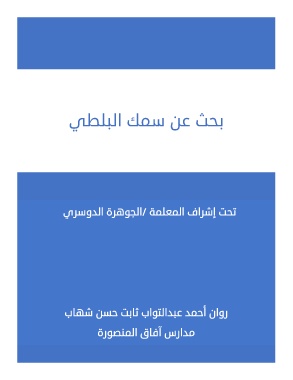 بحث عن سمك البلطي
تحت إشراف المعلمة /الجوهرة الدوسري
روان أحمد عبدالتواب ثابت حسن شهاب
مدارس آفاق المنصورة